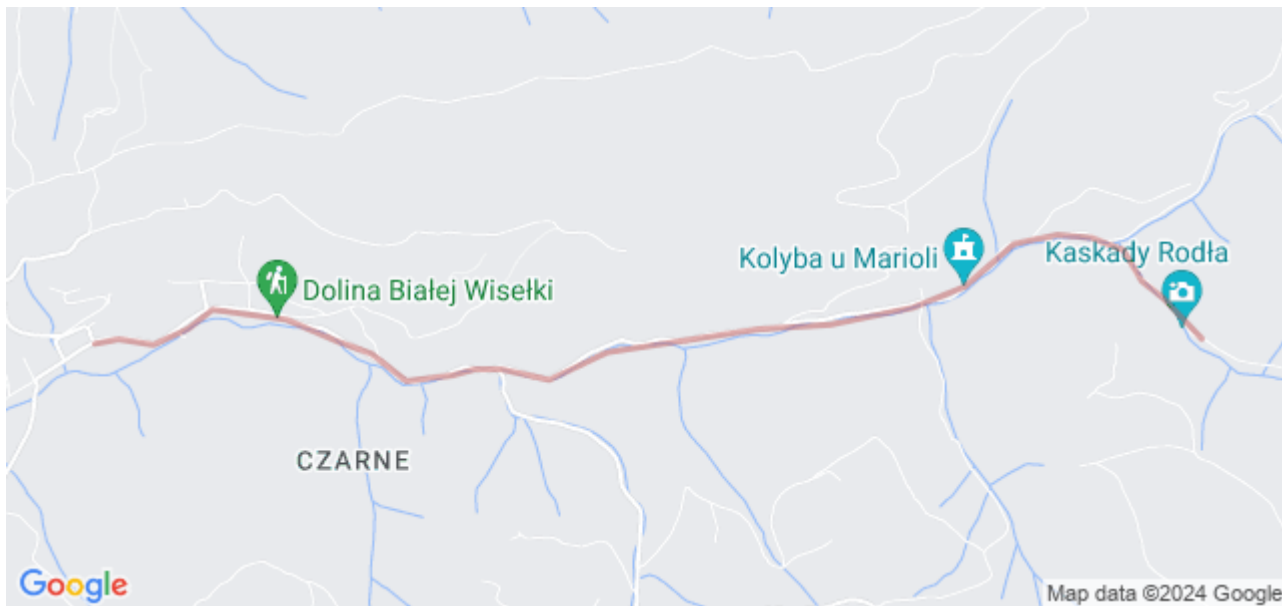 Kolyba u Marioli
Kaskady Rodła
Dolina Białej Wisełki
CZARNE
Google
Map data ©2024 Google